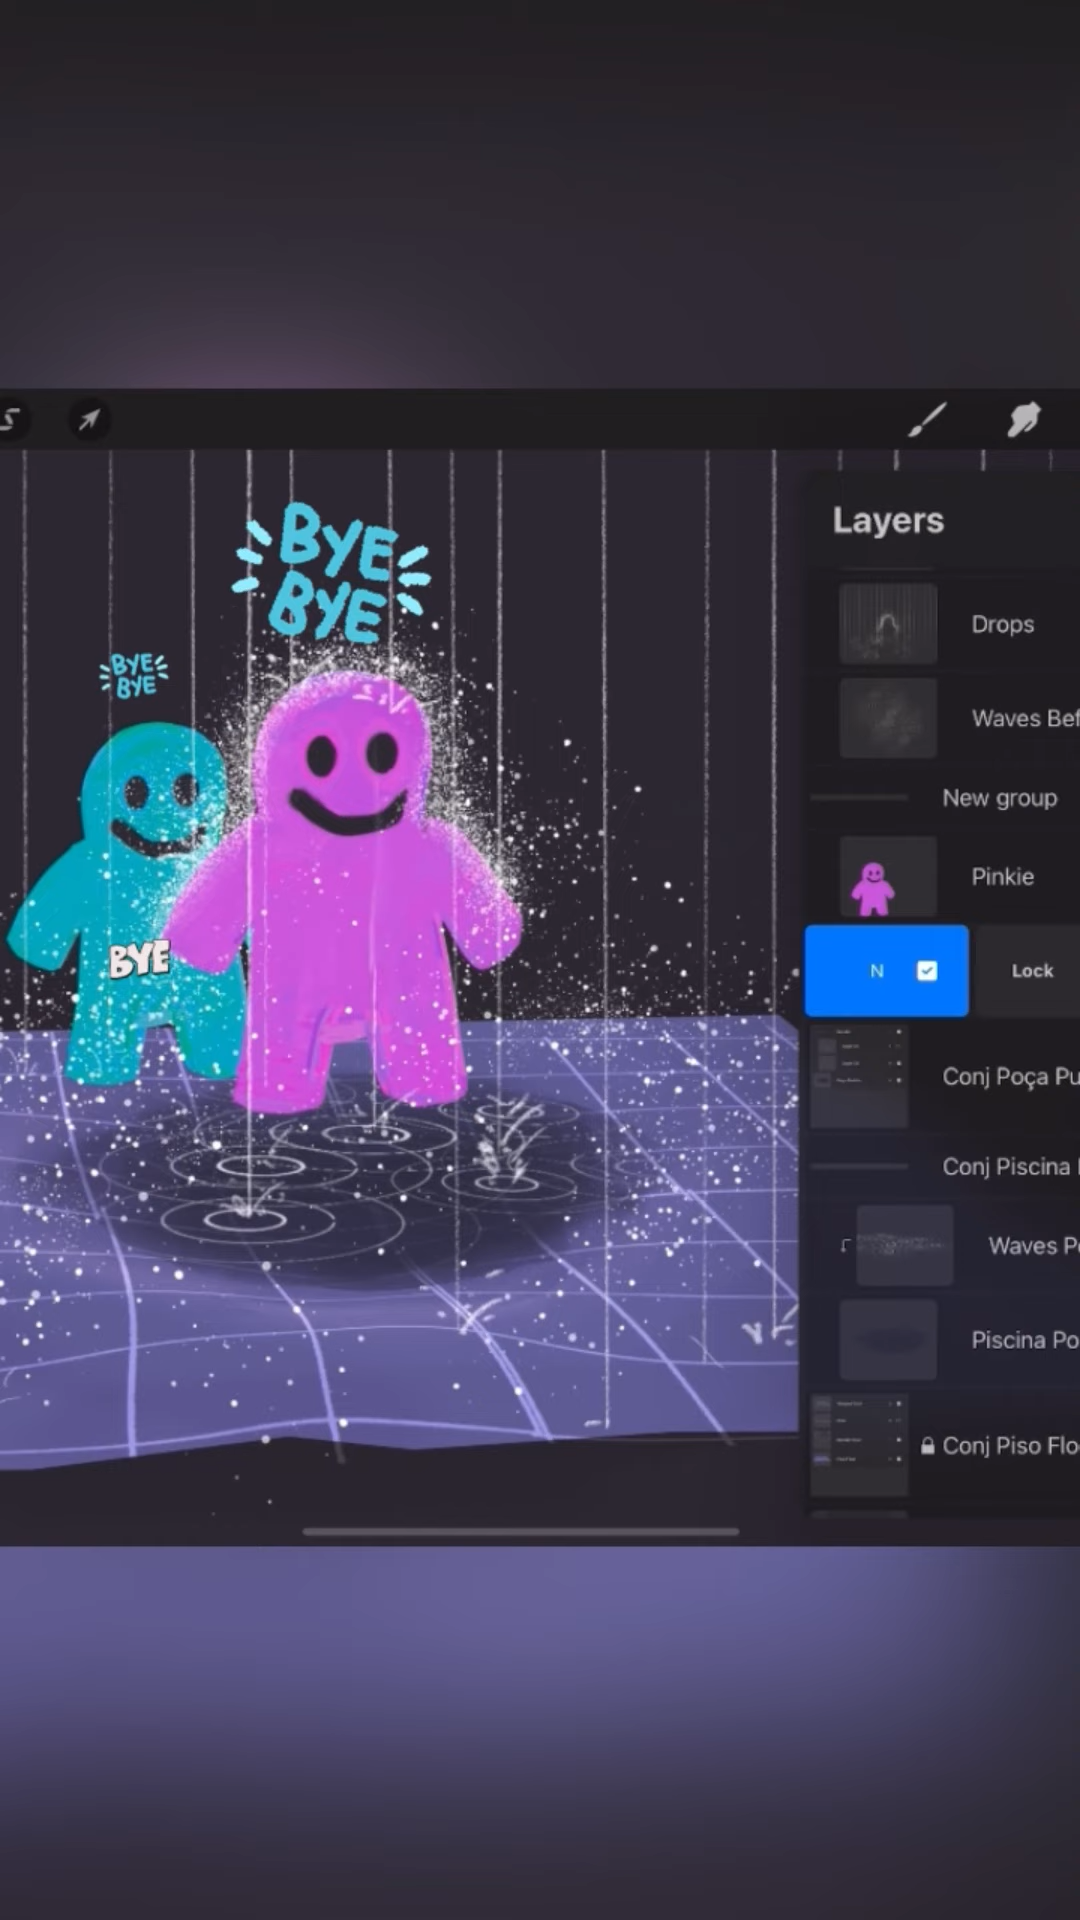 S
BYE
BYE
BYE
BYE
BYE
Layers
Drops
Waves Bef
New group
Pinkie
N
Lock
Conj Poça Pu
Conj Piscina
Waves Po
Piscina Po
Conj Piso Flo